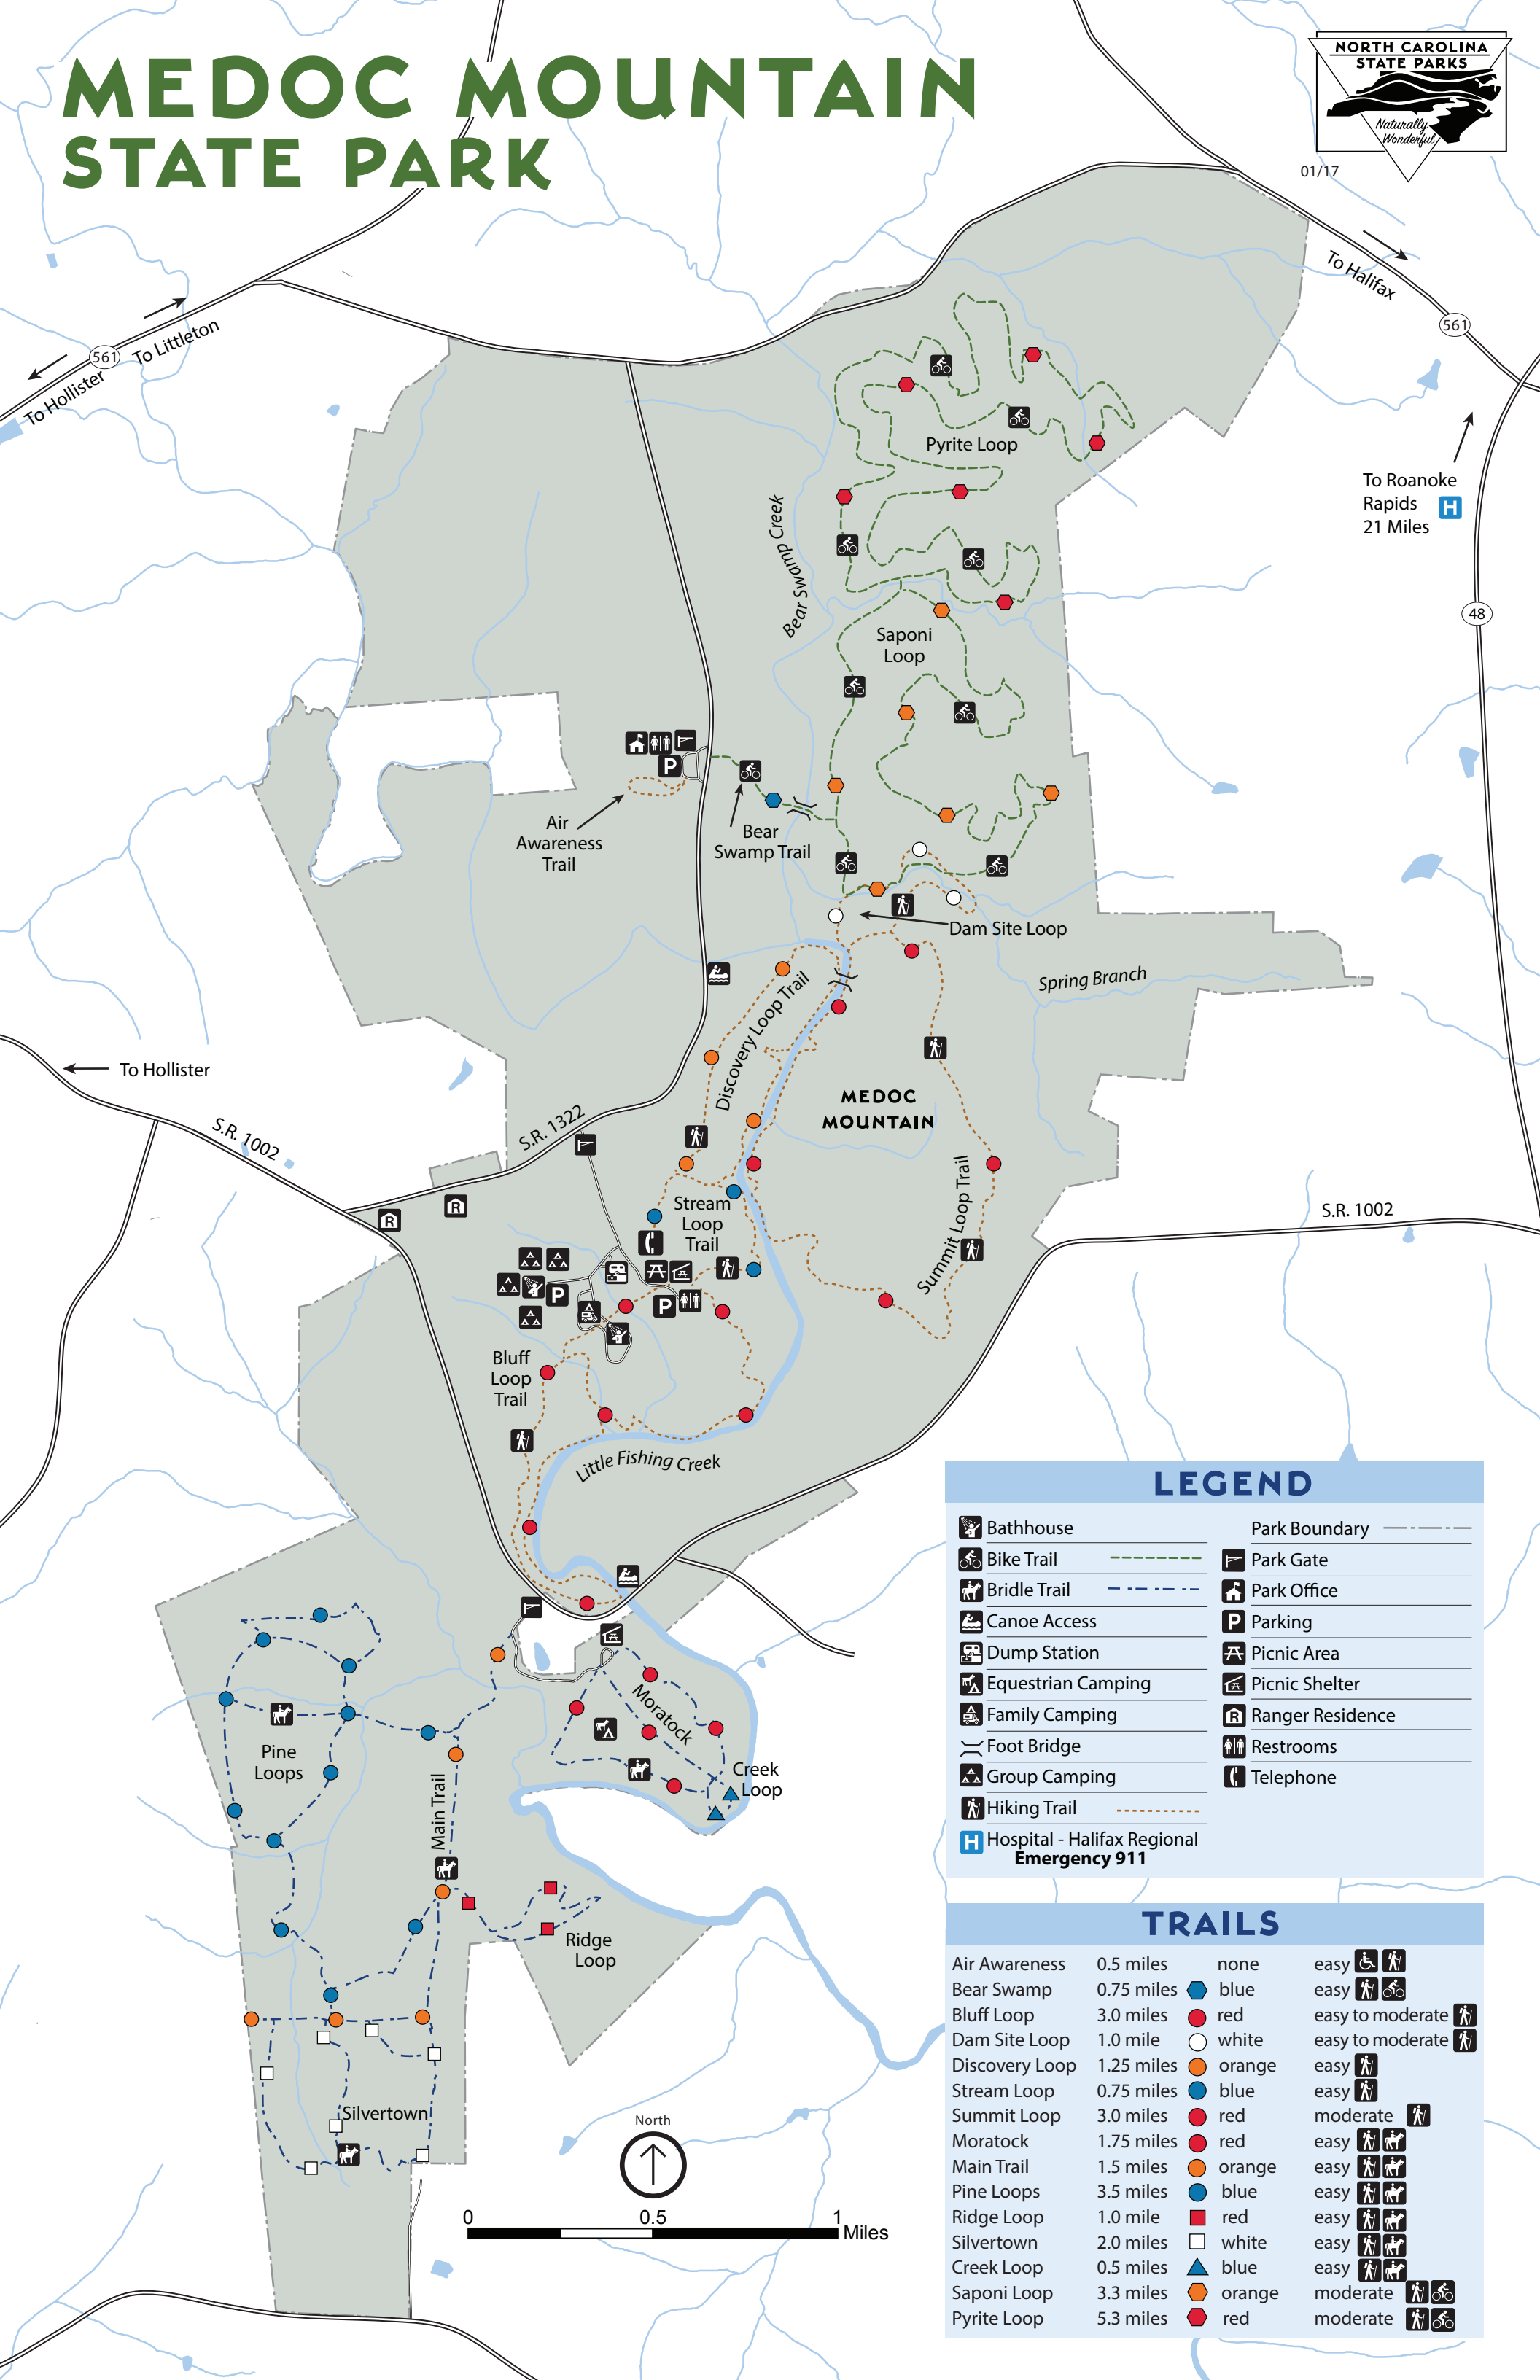 MEDOC MOUNTAIN
STATE PARK
NORTH CAROLINA
STATE PARKS
Naturally
Wonderful
01/17
To Halifax
561
561
To Littleton
To Hollister
Pyrite Loop
To Roanoke
Rapids
21 Miles
H
Bear Swamp Creek
48
Saponi
Loop
P
Air
Awareness
Trail
Bear
Swamp Trail
Dam Site Loop
Spring Branch
Discovery Loop Trail
To Hollister
MEDOC
MOUNTAIN
S.R. 1322
S.R. 1002
Summit Loop Trail
S.R. 1002
R
R
Stream
Loop
Trail
P
P
Bluff
Loop
Trail
Little Fishing Creek
Moratock
Pine
Loops
Creek
Loop
Main Trail
Ridge
Loop
Silvertown
North
0 0.5 1
Miles
LEGEND
Bathhouse
Bike Trail
Bridle Trail
Canoe Access
Dump Station
Equestrian Camping
Family Camping
Foot Bridge
Group Camping
Hiking Trail
H Hospital - Halifax Regional
Emergency 911
Park Boundary
Park Gate
Park Office
P Parking
Picnic Area
Picnic Shelter
R Ranger Residence
Restrooms
Telephone
TRAILS
Air Awareness 0.5 miles none easy
Bear Swamp 0.75 miles blue easy
Bluff Loop 3.0 miles red easy to moderate
Dam Site Loop 1.0 mile white easy to moderate
Discovery Loop 1.25 miles orange easy
Stream Loop 0.75 miles blue easy
Summit Loop 3.0 miles red moderate
Moratock 1.75 miles red easy
Main Trail 1.5 miles orange easy
Pine Loops 3.5 miles blue easy
Ridge Loop 1.0 mile red easy
Silvertown 2.0 miles white easy
Creek Loop 0.5 miles blue easy
Saponi Loop 3.3 miles orange moderate
Pyrite Loop 5.3 miles red moderate